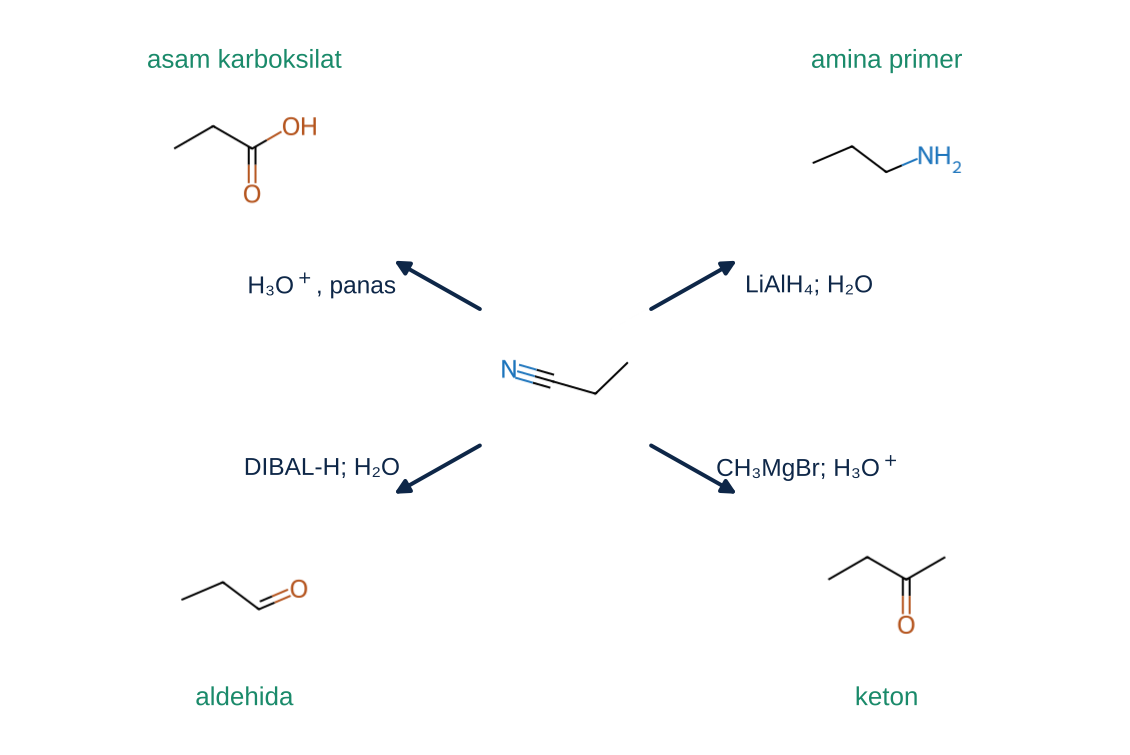 asam karboksilat
amina primer
OH
O
NH₂
H₃O⁺, panas
LiAlH₄; H₂O
N
DIBAL-H; H₂O
CH₃MgBr; H₃O⁺
O
O
aldehida
keton